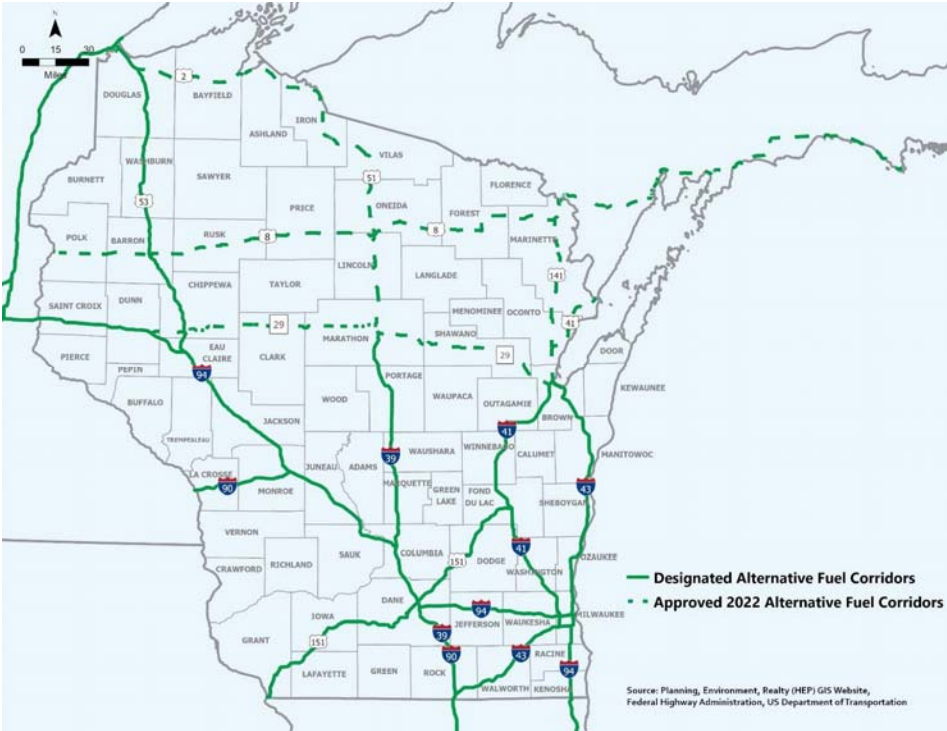 N
0 15 30
Miles
2
DOUGLAS
BAYFIELD
ASHLAND
IRON
VILAS
BURNETT
WASHBURN
SAWYER
53
51
PRICE
ONEIDA
FLORENCE
FOREST
POLK
BARRON
RUSK
8
8
MARINETTE
LINCOLN
LANGLADE
141
CHIPPEWA
TAYLOR
SAINT CROIX
DUNN
MENOMINEE
OCONTO
29
41
MARATHON
SHAWANO
DOOR
PIERCE
EAU
CLAIRE
CLARK
29
PEPIN
94
PORTAGE
KEWAUNEE
BUFFALO
WOOD
WAUPACA
OUTAGAMIE
BROWN
JACKSON
41
TREMPEALEAU
WINNEBAGO
CALUMET
MANITOWOC
LA CROSSE
JUNEAU
ADAMS
39
WAUSHARA
90
MONROE
MARQUETTE
GREEN
LAKE
FOND
DU LAC
43
SHEBOYGAN
VERNON
SAUK
COLUMBIA
151
DODGE
41
OZAUKEE
CRAWFORD
RICHLAND
WASHINGTON
Designated Alternative Fuel Corridors
Approved 2022 Alternative Fuel Corridors
IOWA
DANE
94
JEFFERSON
WAUKESHA
MILWAUKEE
GRANT
151
39
43
RACINE
LAFAYETTE
GREEN
ROCK
90
WALWORTH
94
KENOSHA
Source: Planning, Environment, Realty (HEP) GIS Website,
Federal Highway Administration, US Department of Transportation